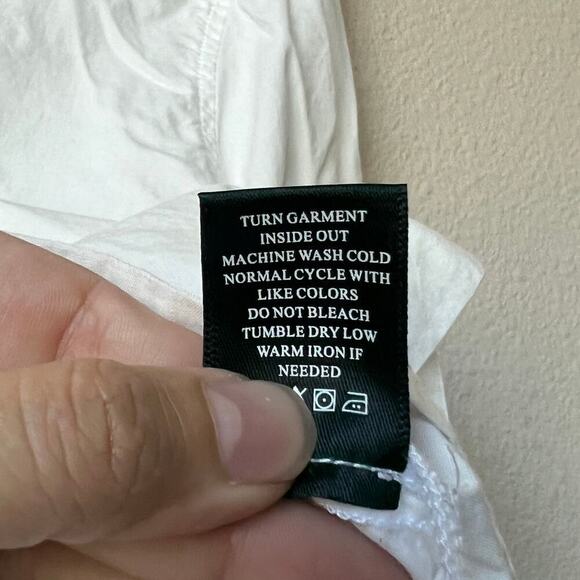 TURN GARMENT
INSIDE OUT
MACHINE WASH COLD
NORMAL CYCLE WITH
LIKE COLORS
DO NOT BLEACH
TUMBLE DRY LOW
WARM IRON IF
NEEDED